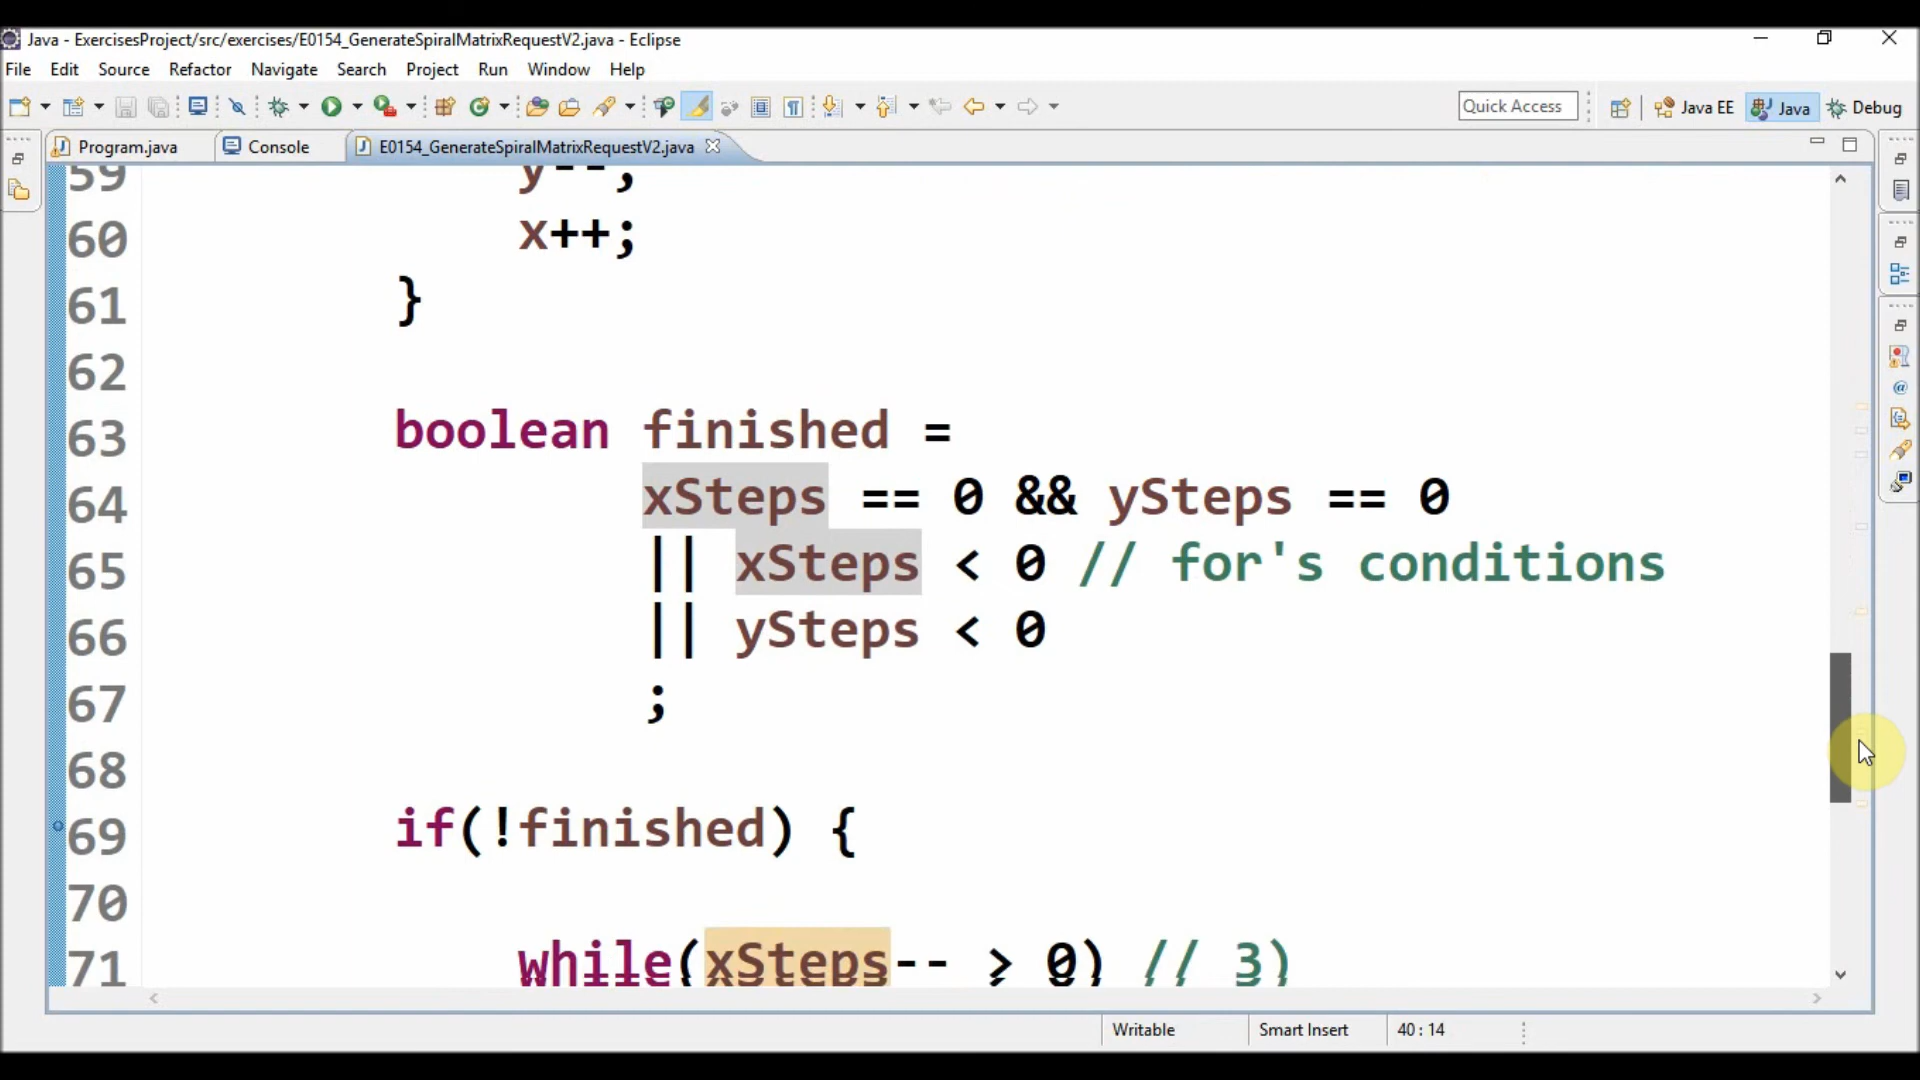 Java - ExercisesProject/src/exercises/E0154_GenerateSpiralMatrixRequestV2.java - Eclipse
File Edit Source Refactor Navigate Search Project Run Window Help
Quick Access Java EE Java Debug
Program.java Console E0154_GenerateSpiralMatrixRequestV2.java
59 y--;
60 x++;
61 }
62
63 boolean finished =
64 xSteps == 0 && ySteps == 0
65 || xSteps < 0 // for's conditions
66 || ySteps < 0
67 ;
68
69 if(!finished) {
70
71 while(xSteps-- > 0) // 3)
Writable Smart Insert 40 : 14